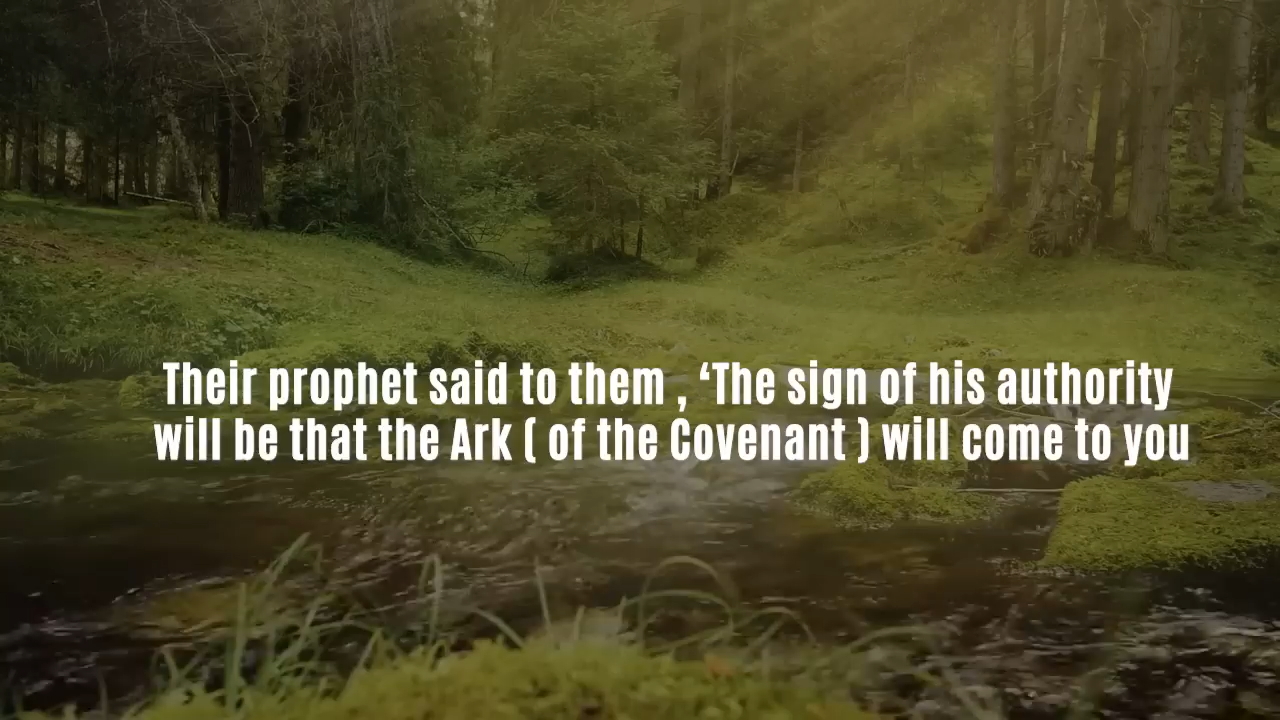 Their prophet said to them , ‘The sign of his authority
will be that the Ark ( of the Covenant ) will come to you